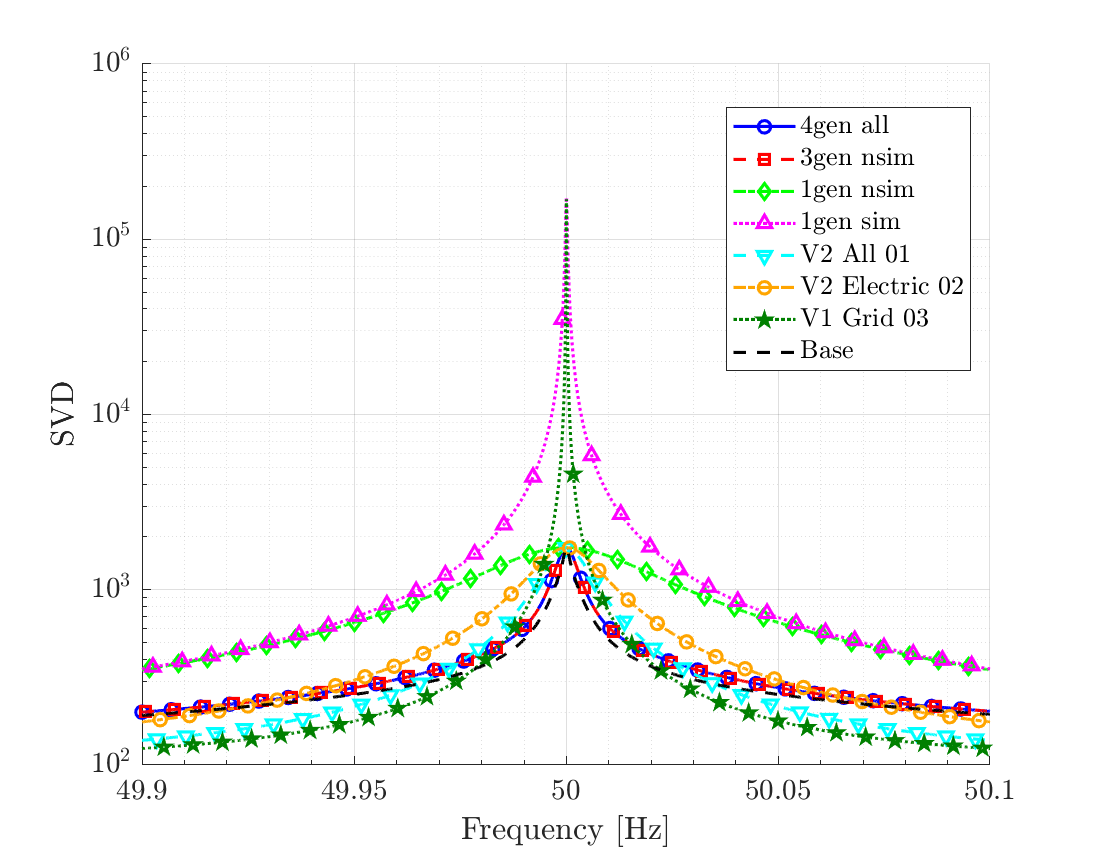 10^6
10^5
10^4
10^3
10^2
SVD
49.9
49.95
50
50.05
50.1
Frequency [Hz]
4gen all
3gen nsim
1gen nsim
1gen sim
V2 All 01
V2 Electric 02
V1 Grid 03
Base